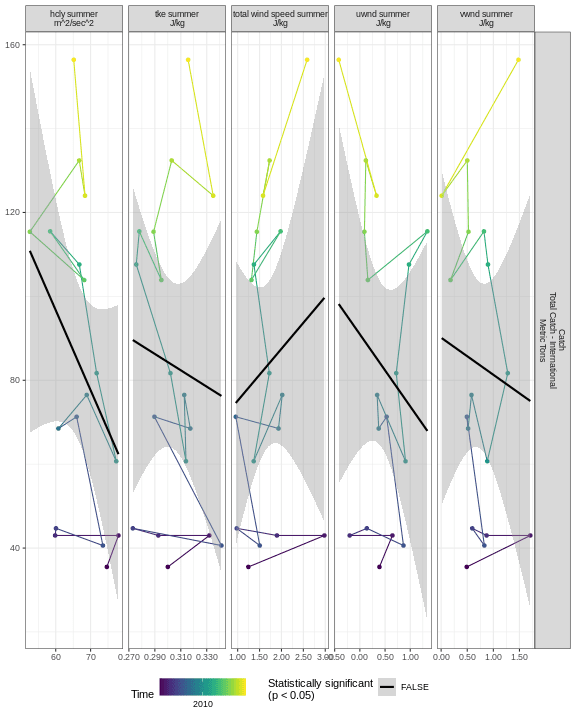 hcly summer
m^2/sec^2
tke summer
J/kg
total wind speed summer
J/kg
uwnd summer
J/kg
vwnd summer
J/kg
160
120
80
40
Catch
Total Catch - International
Metric Tons
60 70
0.270 0.290 0.310 0.330
1.00 1.50 2.00 2.50 3.00
0.50 0.00 0.50 1.00
0.00 0.50 1.00 1.50
Time
2010
Statistically significant
(p < 0.05)
FALSE